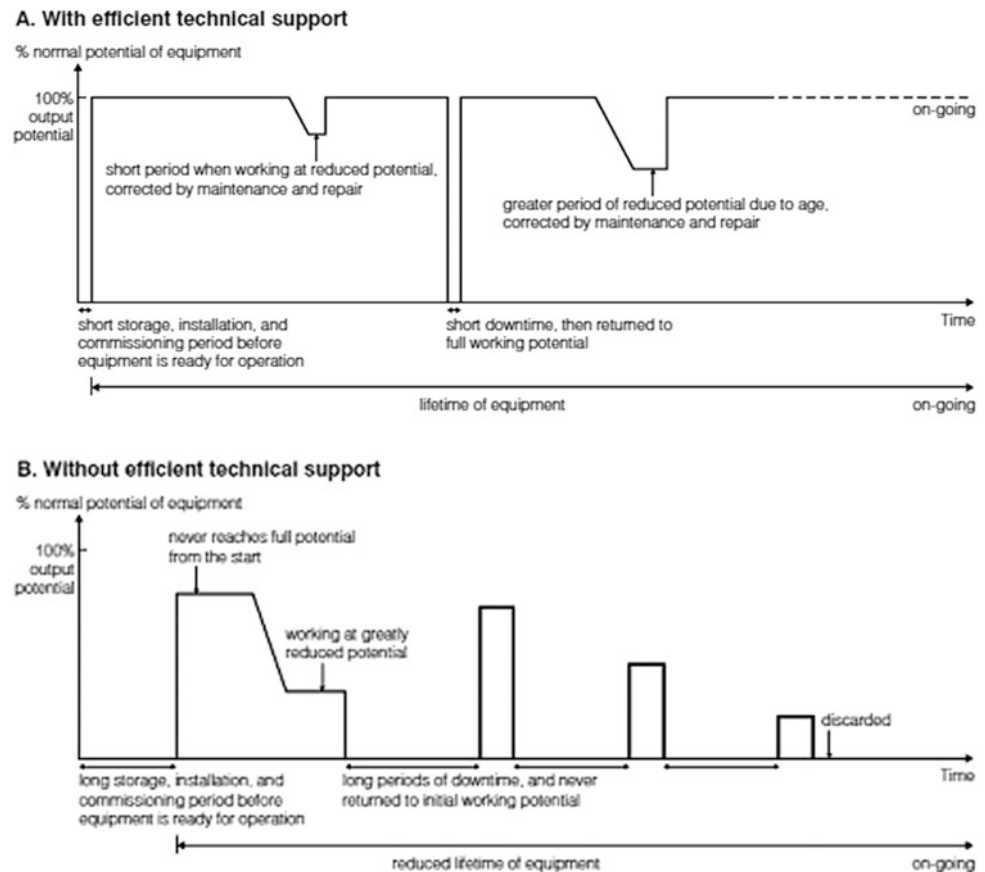 A. With efficient technical support
% normal potential of equipment
100%
output
potential
on-going
short period when working at reduced potential,
corrected by maintenance and repair
greater period of reduced potential due to age,
corrected by maintenance and repair
Time
short storage, installation, and
commissioning period before
equipment is ready for operation
short downtime, then returned to
full working potential
lifetime of equipment
on-going
B. Without efficient technical support
% normal potential of equipment
never reaches full potential
from the start
100%
output
potential
working at greatly
reduced potential
discarded
Time
long storage, installation, and
commissioning period before
equipment is ready for operation
long periods of downtime, and never
returned to initial working potential
reduced lifetime of equipment
on-going